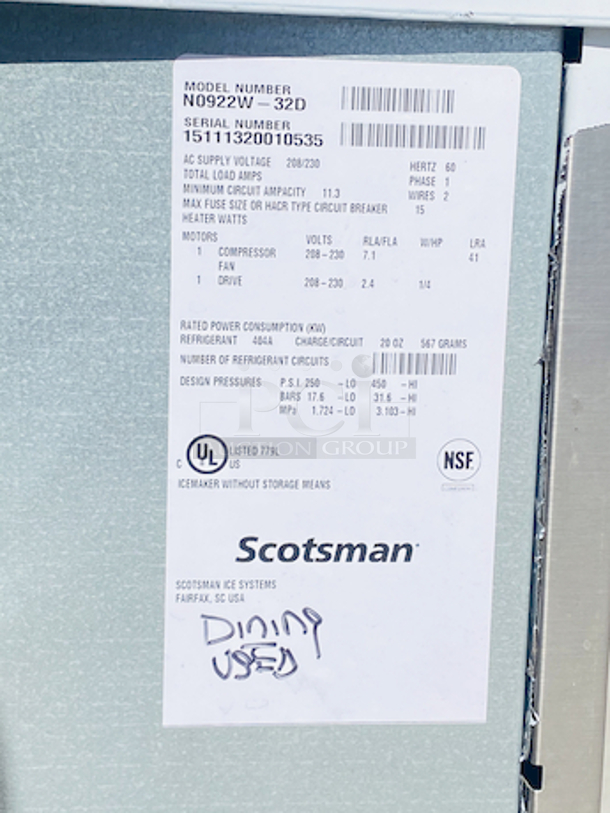 MODEL NUMBER
N0922W-32D
SERIAL NUMBER
15111320010535
AC SUPPLY VOLTAGE 208/230 HERTZ 60
TOTAL LOAD AMPS PHASE 1
MINIMUM CIRCUIT AMPACITY 11.3 WIRES 2
MAX FUSE SIZE OR HACR TYPE CIRCUIT BREAKER 15
HEATER WATTS
MOTORS VOLTS RLA/FLA W/HP LRA
1 COMPRESSOR 208-230 7.1 41
FAN
1 DRIVE 208-230 2.4 1/4
RATED POWER CONSUMPTION (KW)
REFRIGERANT 404A CHARGE/CIRCUIT 20 OZ 567 GRAMS
NUMBER OF REFRIGERANT CIRCUITS
DESIGN PRESSURES P.S.I. 250 -LO 450 -HI
BARS 17.6 -LO 31.6 -HI
MPa 1.724-LO 3.103-HI
pci
AUCTION GROUP
C UL US LISTED 779L
NSF
ICEMAKER WITHOUT STORAGE MEANS
Scotsman
SCOTSMAN ICE SYSTEMS
FAIRFAX, SC USA
Dining
USED